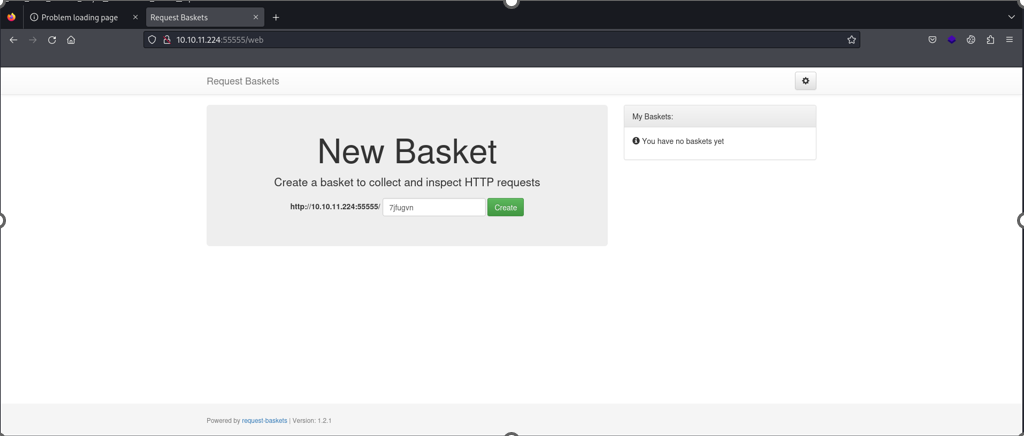 Problem loading page
Request Baskets
10.10.11.224:55555/web
Request Baskets
New Basket
Create a basket to collect and inspect HTTP requests
http://10.10.11.224:55555/ 7jfugvn Create
My Baskets:
You have no baskets yet
Powered by request-baskets | Version: 1.2.1